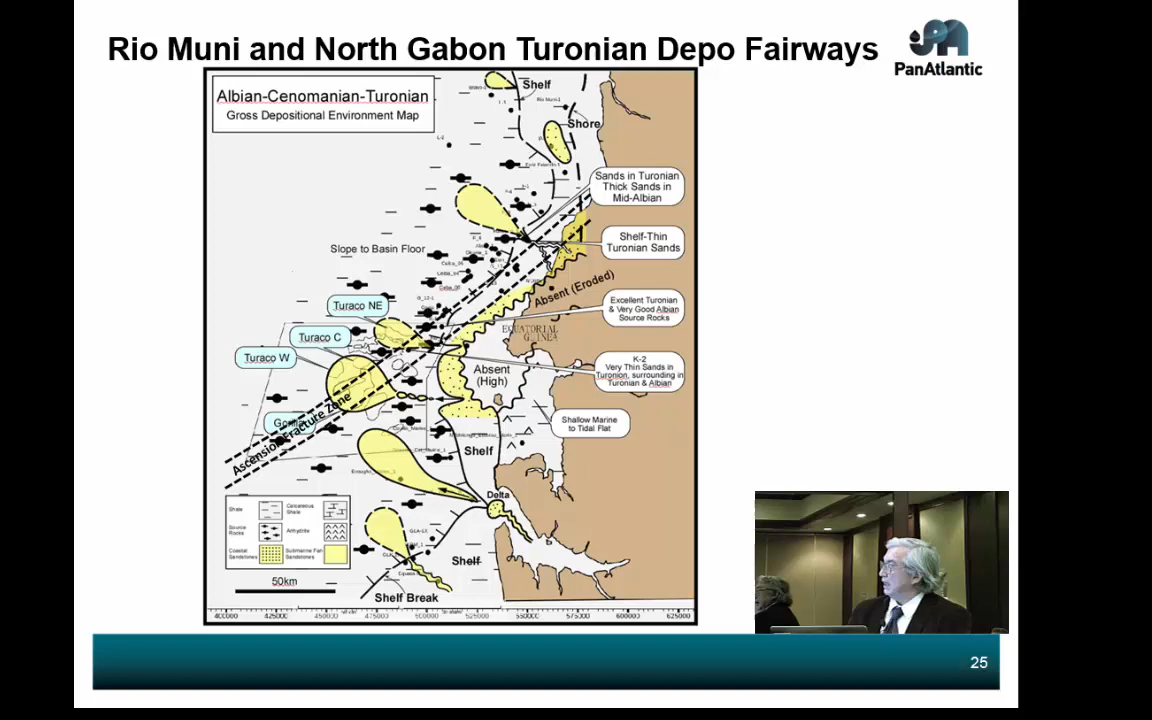 Rio Muni and North Gabon Turonian Depo Fairways
PanAtlantic
Albian-Cenomanian-Turonian
Gross Depositional Environment Map
Shelf
Rio Muni-1
Shore
L-2
Sands in Turonian
Thick Sands in
Mid-Albian
Slope to Basin Floor
Shelf-Thin
Turonian Sands
Absent (Eroded)
Turaco NE
Excellent Turonian
& Very Good Albian
Source Rocks
EQUATORIAL
GUINEA
Turaco C
Turaco W
K-2
Very Thin Sands in
Turonion, surrounding in
Turonian & Albian
Absent
(High)
Ascension Fracture Zone
Shallow Marine
to Tidal Flat
Shelf
Delta
Shale
Calcareous
Shale
Source
Rocks
Anhydrite
Coastal
Sandstones
Submarine Fan
Sandstones
50km
Shelf
Shelf Break
400000 425000 450000 475000 500000 525000 550000 575000 600000 625000
25